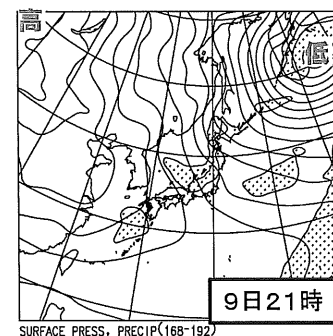 高
低
9日21時
SURFACE PRESS, PRECIP(168-192)